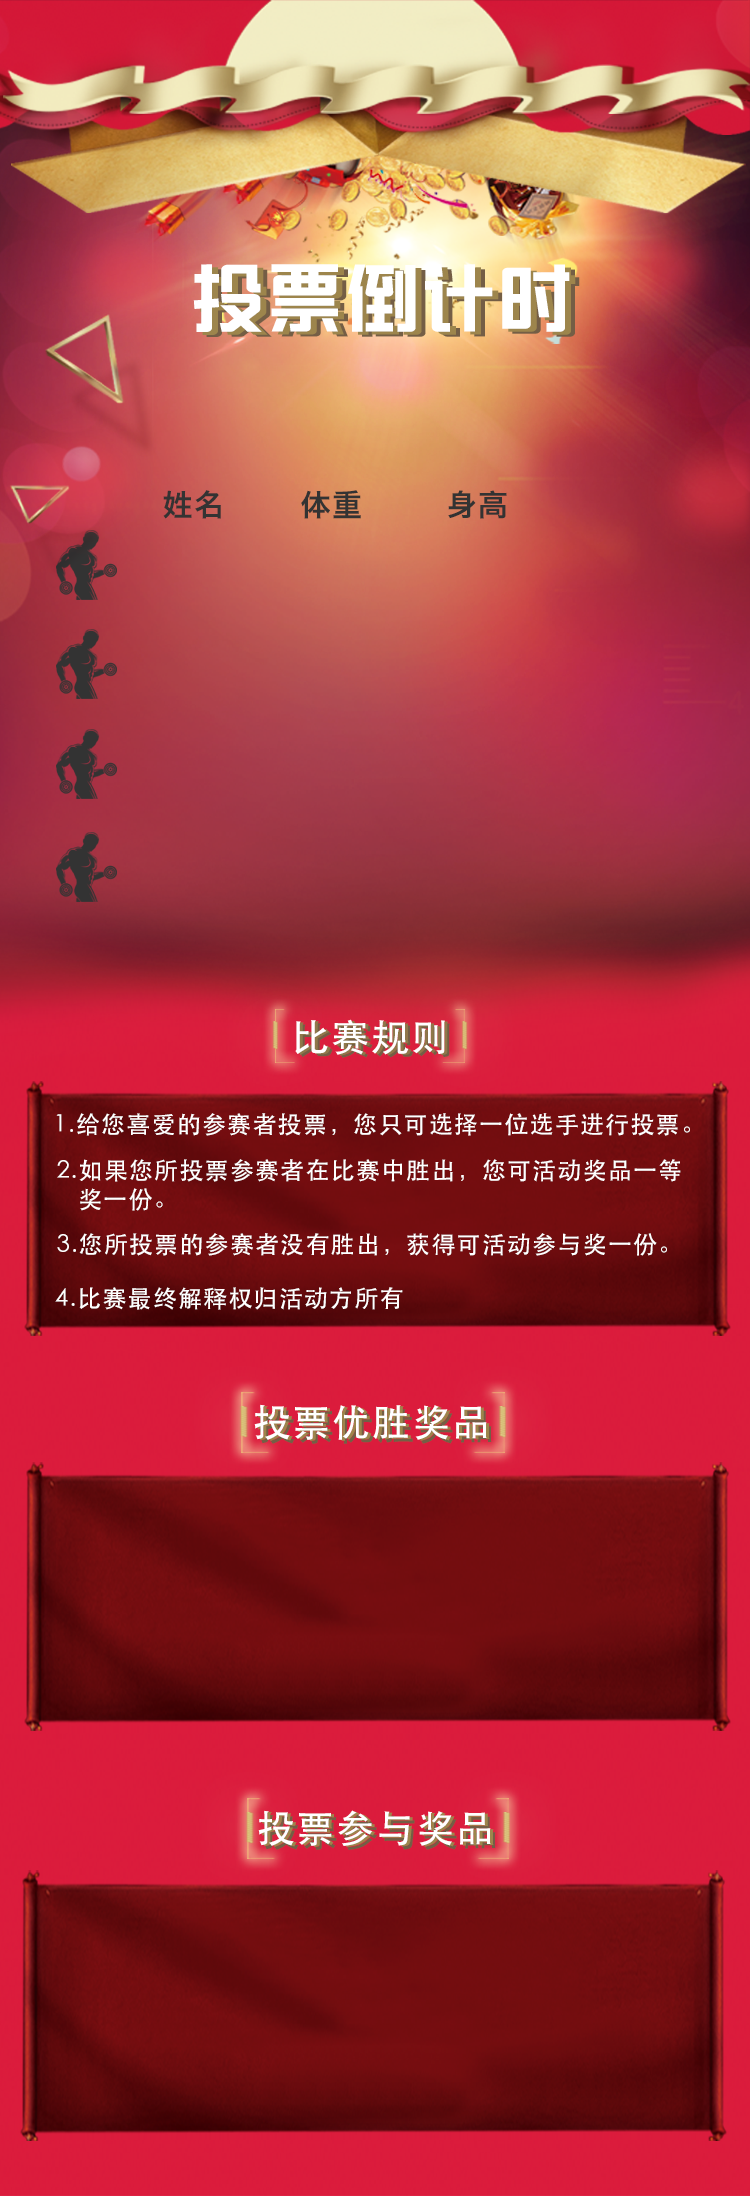 投票倒计时
姓名 体重 身高
比赛规则
1.给您喜爱的参赛者投票，您只可选择一位选手进行投票。
2.如果您所投票参赛者在比赛中胜出，您可活动奖品一等
奖一份。
3.您所投票的参赛者没有胜出，获得可活动参与奖一份。
4.比赛最终解释权归活动方所有
投票优胜奖品
投票参与奖品